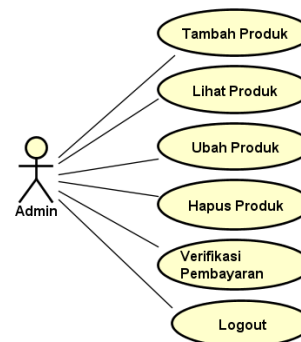 Tambah Produk
Lihat Produk
Ubah Produk
Admin
Hapus Produk
Verifikasi
Pembayaran
Logout